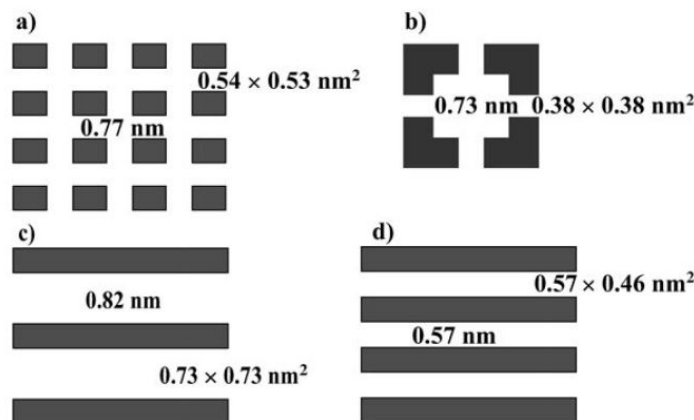 a)
0.54 × 0.53 nm²
0.77 nm
b)
0.73 nm
0.38 × 0.38 nm²
c)
0.82 nm
0.73 × 0.73 nm²
d)
0.57 × 0.46 nm²
0.57 nm